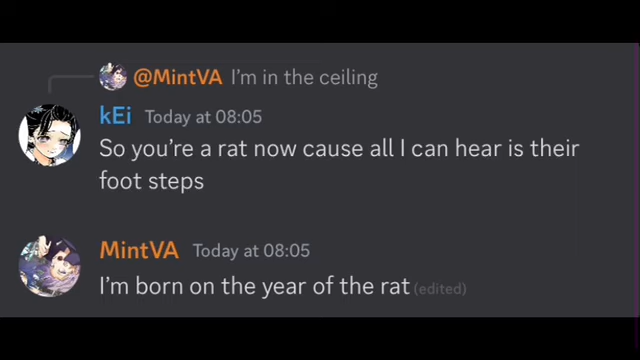 @MintVA I'm in the ceiling
kEi Today at 08:05
So you're a rat now cause all I can hear is their
foot steps
MintVA Today at 08:05
I'm born on the year of the rat (edited)